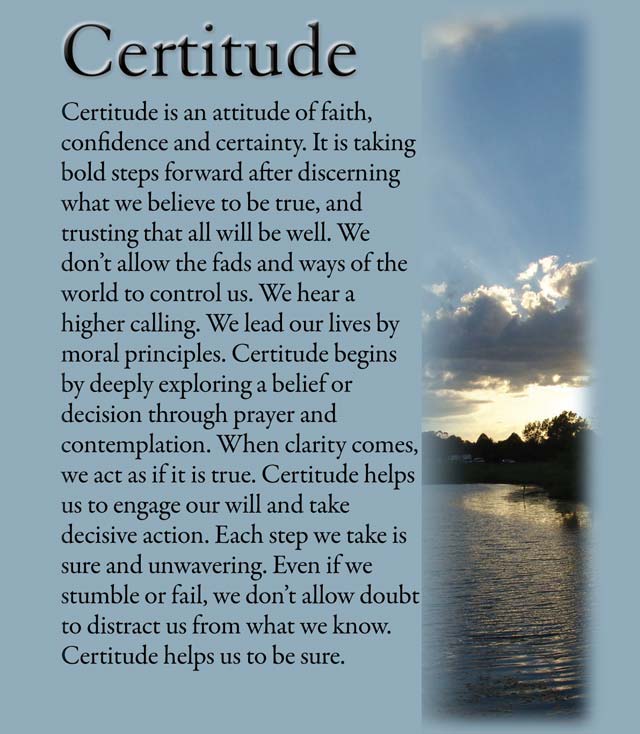 Certitude
Certitude is an attitude of faith,
confidence and certainty. It is taking
bold steps forward after discerning
what we believe to be true, and
trusting that all will be well. We
don’t allow the fads and ways of the
world to control us. We hear a
higher calling. We lead our lives by
moral principles. Certitude begins
by deeply exploring a belief or
decision through prayer and
contemplation. When clarity comes,
we act as if it is true. Certitude helps
us to engage our will and take
decisive action. Each step we take is
sure and unwavering. Even if we
stumble or fail, we don’t allow doubt
to distract us from what we know.
Certitude helps us to be sure.